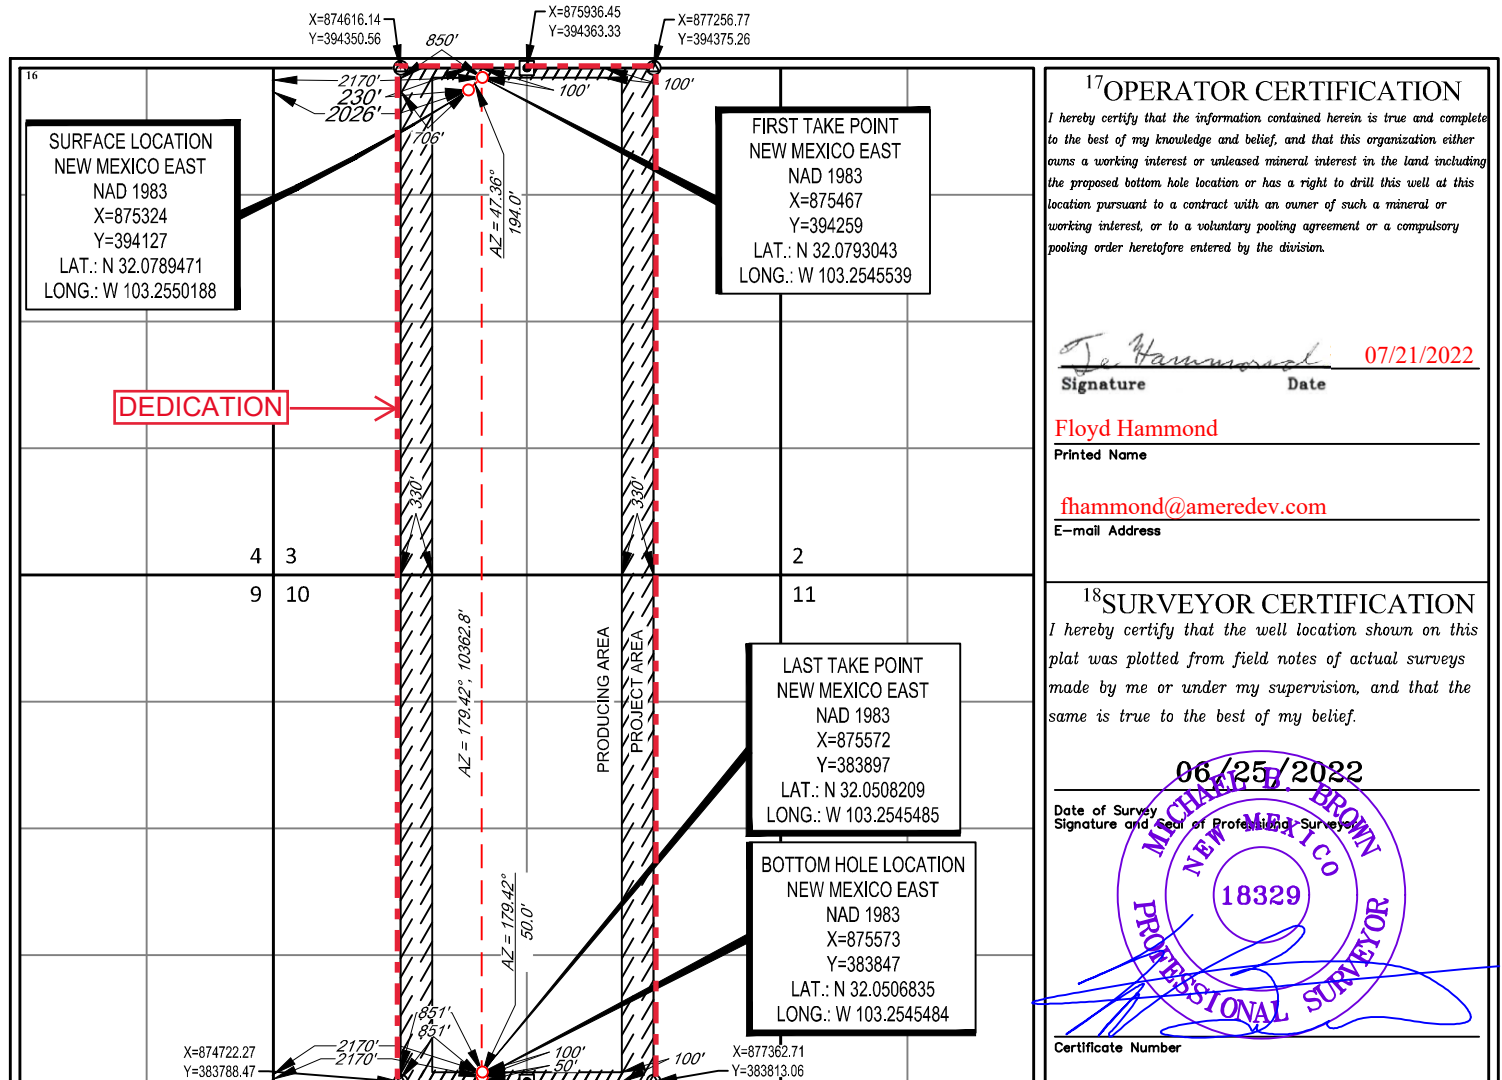 X=874616.14
Y=394350.56
X=875936.45
Y=394363.33
X=877256.77
Y=394375.26
850'
16
2170'
230'
2026'
706'
100'
100'
SURFACE LOCATION
NEW MEXICO EAST
NAD 1983
X=875324
Y=394127
LAT.: N 32.0789471
LONG.: W 103.2550188
AZ = 47.36°
194.0'
FIRST TAKE POINT
NEW MEXICO EAST
NAD 1983
X=875467
Y=394259
LAT.: N 32.0793043
LONG.: W 103.2545539
DEDICATION
330'
330'
4 3
2
9 10
11
AZ = 179.42°, 10362.8'
PRODUCING AREA
PROJECT AREA
LAST TAKE POINT
NEW MEXICO EAST
NAD 1983
X=875572
Y=383897
LAT.: N 32.0508209
LONG.: W 103.2545485
BOTTOM HOLE LOCATION
NEW MEXICO EAST
NAD 1983
X=875573
Y=383847
LAT.: N 32.0506835
LONG.: W 103.2545484
AZ = 179.42°
50.0'
851'
851'
2170'
2170'
100'
50'
100'
X=874722.27
Y=383788.47
X=877362.71
Y=383813.06
17OPERATOR CERTIFICATION
I hereby certify that the information contained herein is true and complete
to the best of my knowledge and belief, and that this organization either
owns a working interest or unleased mineral interest in the land including
the proposed bottom hole location or has a right to drill this well at this
location pursuant to a contract with an owner of such a mineral or
working interest, or to a voluntary pooling agreement or a compulsory
pooling order heretofore entered by the division.
07/21/2022
Signature Date
Floyd Hammond
Printed Name
fhammond@ameredev.com
E-mail Address
18SURVEYOR CERTIFICATION
I hereby certify that the well location shown on this
plat was plotted from field notes of actual surveys
made by me or under my supervision, and that the
same is true to the best of my belief.
06/25/2022
Date of Survey
Signature and Seal of Professional Surveyor
MICHAEL B. BROWN
NEW MEXICO
18329
PROFESSIONAL SURVEYOR
Certificate Number